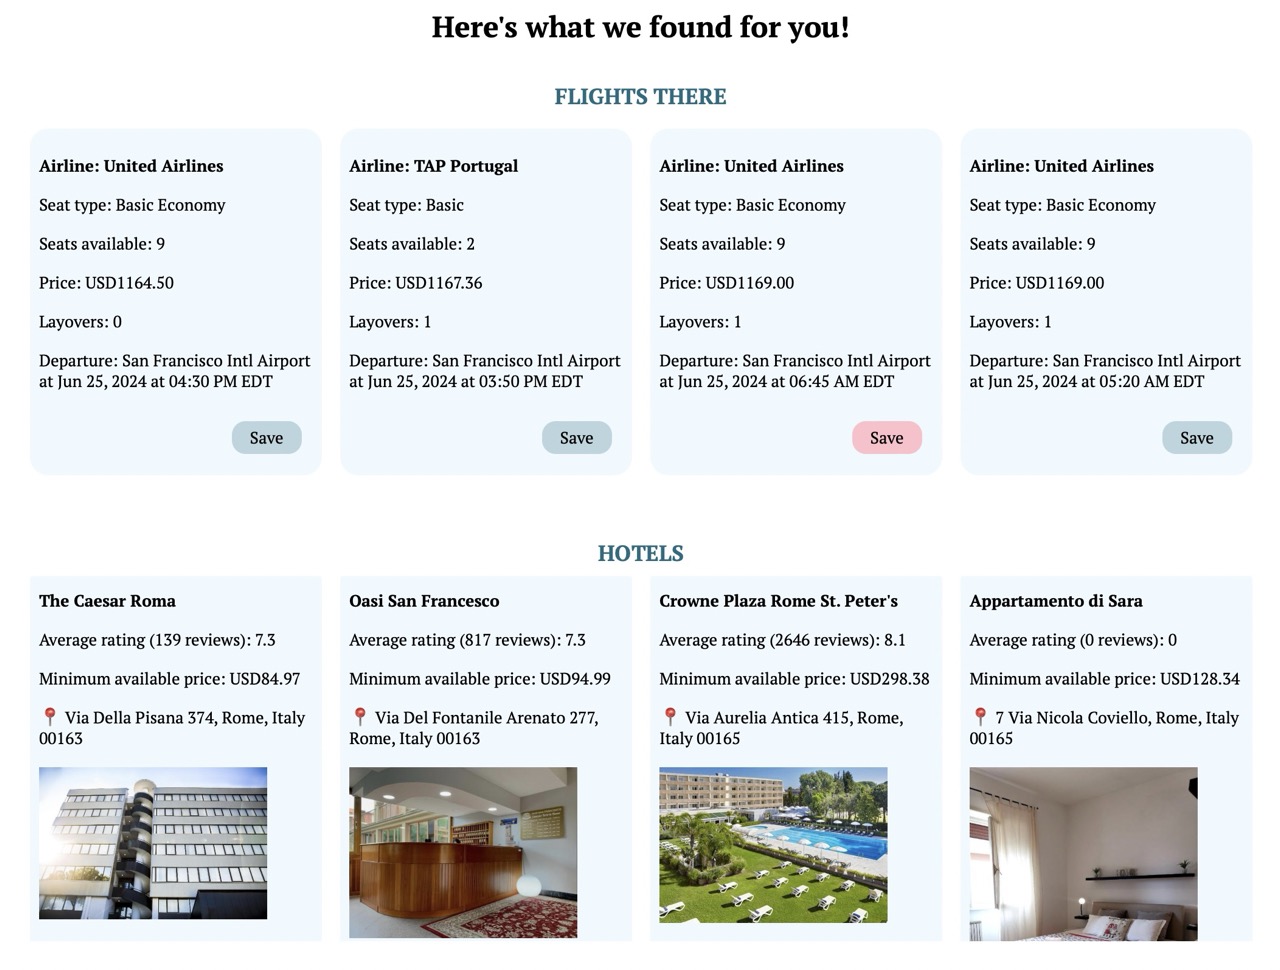 Here's what we found for you!
FLIGHTS THERE
Airline: United Airlines
Seat type: Basic Economy
Seats available: 9
Price: USD1164.50
Layovers: 0
Departure: San Francisco Intl Airport
at Jun 25, 2024 at 04:30 PM EDT
Save
Airline: TAP Portugal
Seat type: Basic
Seats available: 2
Price: USD1167.36
Layovers: 1
Departure: San Francisco Intl Airport
at Jun 25, 2024 at 03:50 PM EDT
Save
Airline: United Airlines
Seat type: Basic Economy
Seats available: 9
Price: USD1169.00
Layovers: 1
Departure: San Francisco Intl Airport
at Jun 25, 2024 at 06:45 AM EDT
Save
Airline: United Airlines
Seat type: Basic Economy
Seats available: 9
Price: USD1169.00
Layovers: 1
Departure: San Francisco Intl Airport
at Jun 25, 2024 at 05:20 AM EDT
Save
HOTELS
The Caesar Roma
Average rating (139 reviews): 7.3
Minimum available price: USD84.97
📍 Via Della Pisana 374, Rome, Italy
00163
Oasi San Francesco
Average rating (817 reviews): 7.3
Minimum available price: USD94.99
📍 Via Del Fontanile Arenato 277,
Rome, Italy 00163
Crowne Plaza Rome St. Peter's
Average rating (2646 reviews): 8.1
Minimum available price: USD298.38
📍 Via Aurelia Antica 415, Rome,
Italy 00165
Appartamento di Sara
Average rating (0 reviews): 0
Minimum available price: USD128.34
📍 7 Via Nicola Coviello, Rome, Italy
00165